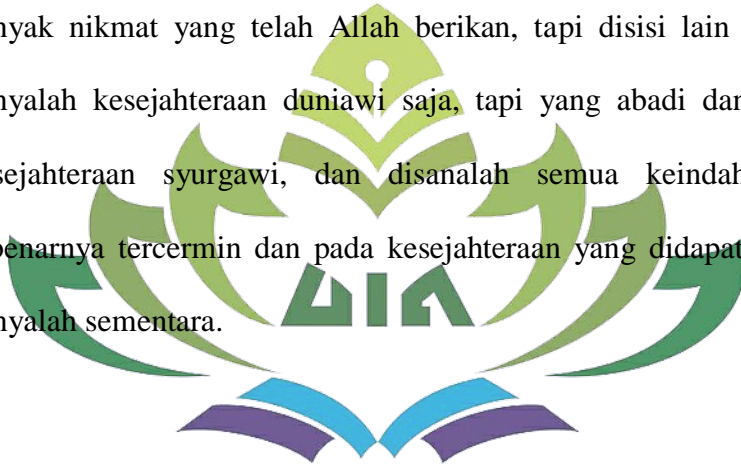 nyak nikmat yang telah Allah berikan, tapi disisi lain
nyalah kesejahteraan duniawi saja, tapi yang abadi dan
sejahteraan syurgawi, dan disanalah semua keindah
benarnya tercermin dan pada kesejahteraan yang didapat
nyalah sementara.
UIN